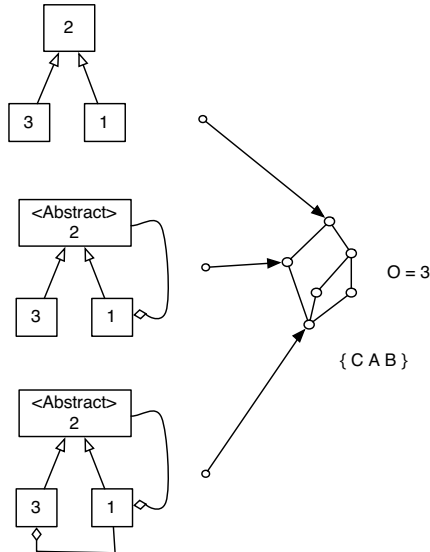 2
3 1
<Abstract>
2
3 1
O = 3
{ C A B }
<Abstract>
2
3 1